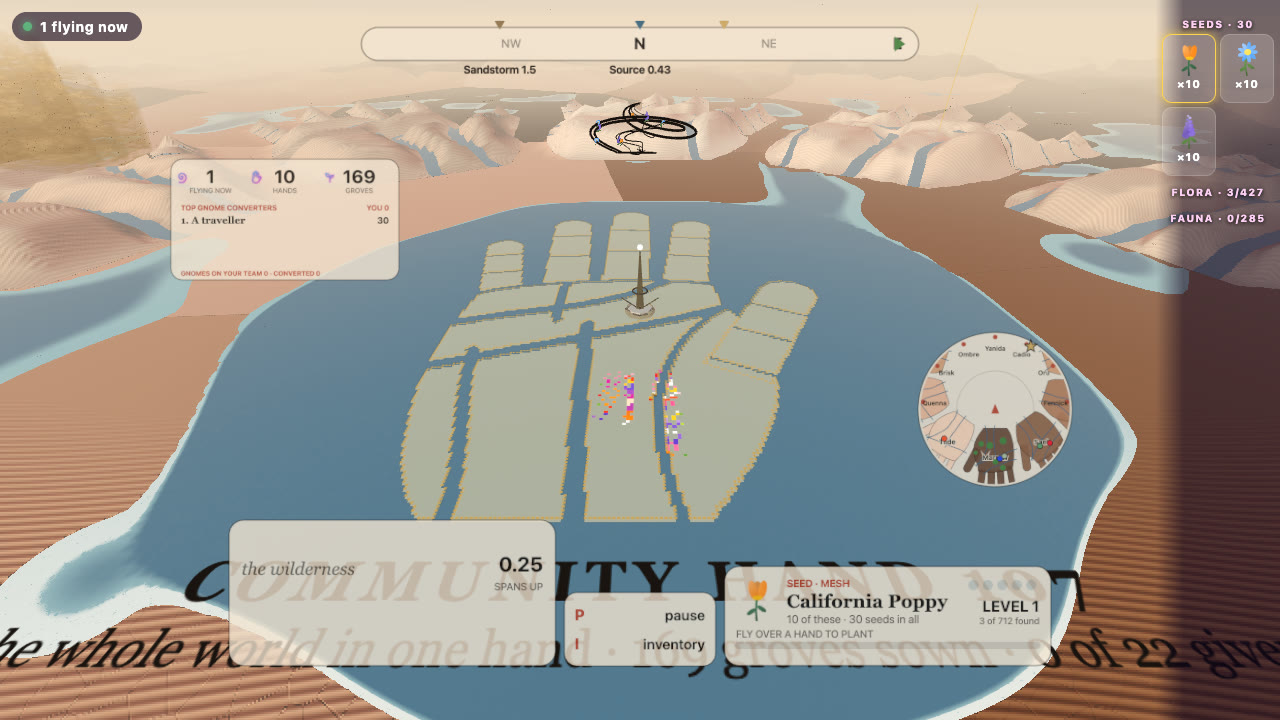 1 flying now
NW
N
NE
Sandstorm 1.5
Source 0.43
SEEDS · 30
×10
×10
×10
FLORA · 3/427
FAUNA · 0/285
1
FLYING NOW
10
HANDS
169
GROVES
TOP GNOME CONVERTERS
YOU 0
1. A traveller
30
GNOMES ON YOUR TEAM 0 · CONVERTED 0
Yanida
Ombre
Cadiz
Brisk
Oru
Quenna
the wilderness
0.25
SPANS UP
P
pause
I
inventory
SEED · MESH
California Poppy
10 of these · 30 seeds in all
FLY OVER A HAND TO PLANT
LEVEL 1
3 of 712 found
COMMUNITY HAND
he whole world in one hand · 169 groves sown · 0 of 22 give